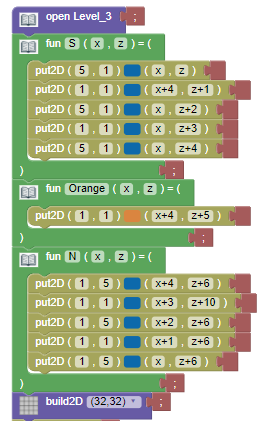 open Level_3 ;
fun S ( x , z ) = (
put2D ( 5 , 1 ) ( x , z )
put2D ( 1 , 1 ) ( x+4 , z+1 )
put2D ( 5 , 1 ) ( x , z+2 )
put2D ( 1 , 1 ) ( x , z+3 )
put2D ( 5 , 1 ) ( x , z+4 )
) ;
fun Orange ( x , z ) = (
put2D ( 1 , 1 ) ( x+4 , z+5 )
) ;
fun N ( x , z ) = (
put2D ( 1 , 5 ) ( x+4 , z+6 )
put2D ( 1 , 1 ) ( x+3 , z+10 )
put2D ( 1 , 5 ) ( x+2 , z+6 )
put2D ( 1 , 1 ) ( x+1 , z+6 )
put2D ( 1 , 5 ) ( x , z+6 )
) ;
build2D (32,32) ;